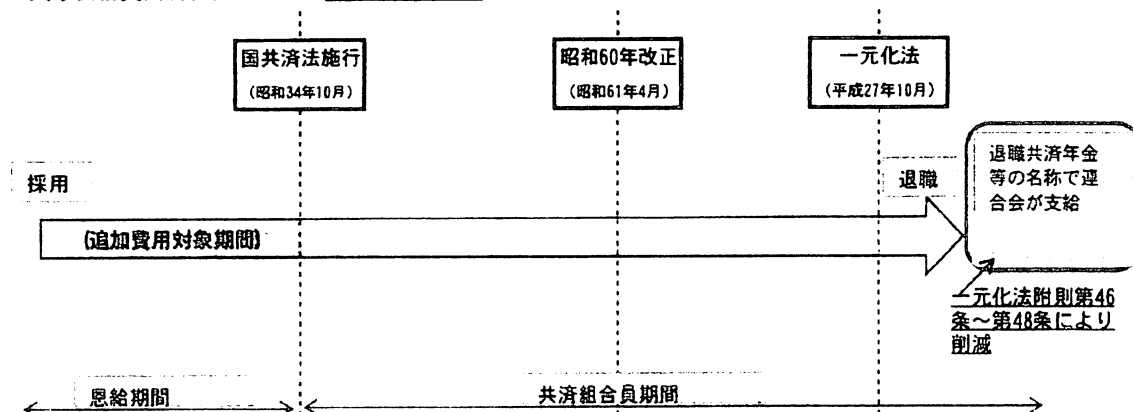 国共済法施行
（昭和34年10月）
昭和60年改正
（昭和61年4月）
一元化法
（平成27年10月）
採用
退職
退職共済年金
等の名称で連
合会が支給
(追加費用対象期間)
一元化法附則第46
条～第48条により
削減
恩給期間
共済組合員期間